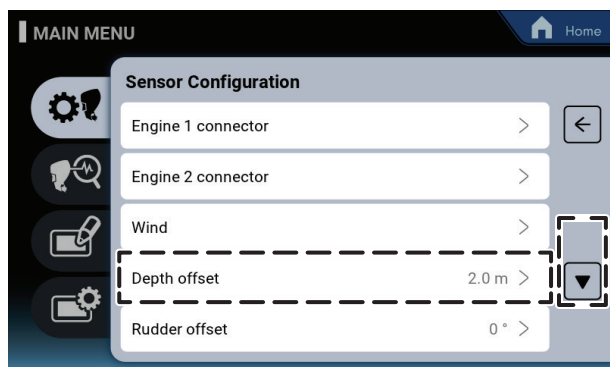 MAIN MENU
Home
Sensor Configuration
Engine 1 connector
Engine 2 connector
Wind
Depth offset 2.0 m
Rudder offset 0 °